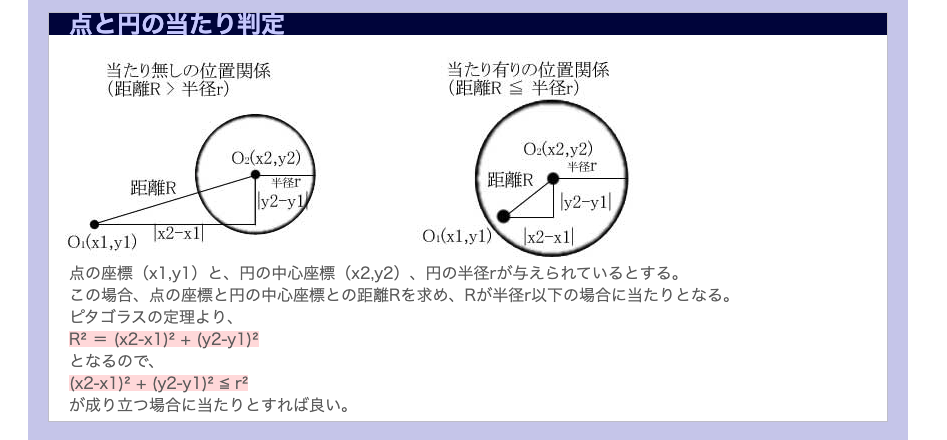 点と円の当たり判定
当たり無しの位置関係
（距離R > 半径r）
O₂(x2,y2)
半径r
距離R
|y2-y1|
|x2-x1|
O₁(x1,y1)
当たり有りの位置関係
（距離R ≦ 半径r）
O₂(x2,y2)
半径r
距離R
|y2-y1|
O₁(x1,y1)
|x2-x1|
点の座標（x1,y1）と、円の中心座標（x2,y2）、円の半径rが与えられているとする。
この場合、点の座標と円の中心座標との距離Rを求め、Rが半径r以下の場合に当たりとなる。
ピタゴラスの定理より、
R² ＝ (x2-x1)² + (y2-y1)²
となるので、
(x2-x1)² + (y2-y1)² ≦ r²
が成り立つ場合に当たりとすれば良い。